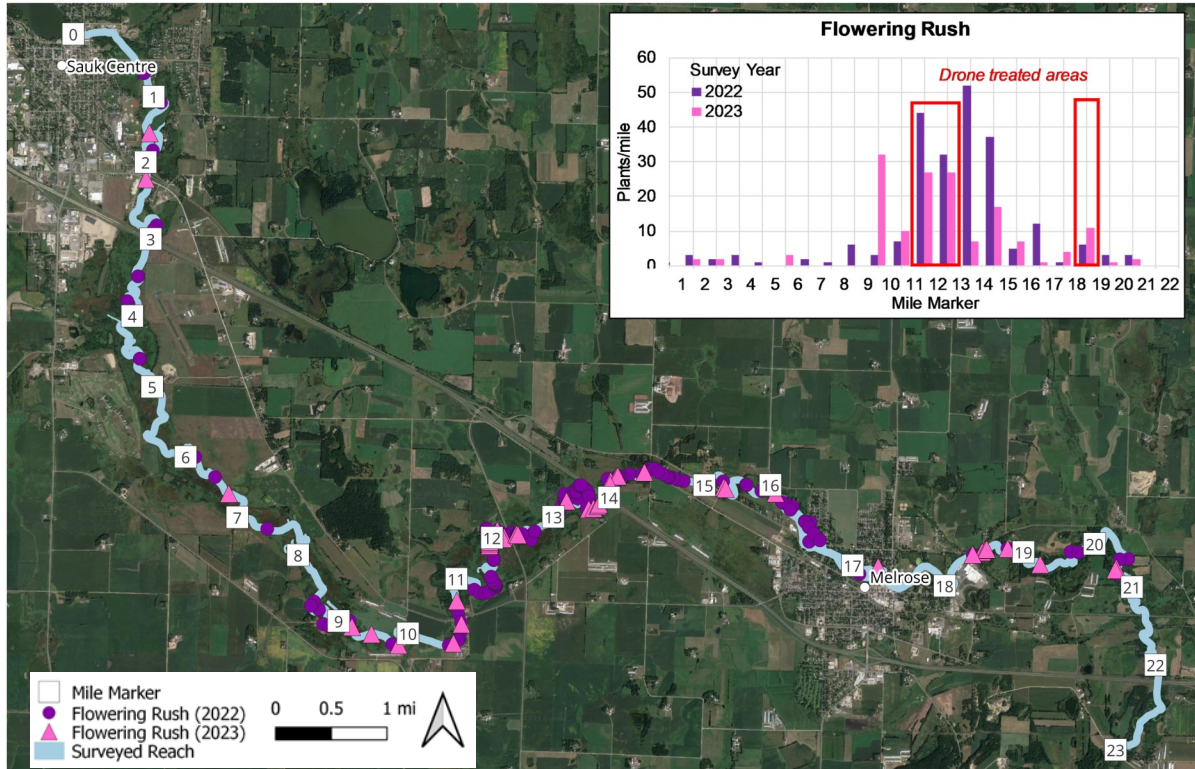 0
Sauk Centre
1
2
3
4
5
6
7
8
9
10
11
12
13
14
15
16
17
Melrose
18
19
20
21
22
23
Flowering Rush
Survey Year
2022
2023
Drone treated areas
Plants/mile
60
50
40
30
20
10
0
1 2 3 4 5 6 7 8 9 10 11 12 13 14 15 16 17 18 19 20 21 22
Mile Marker
Mile Marker
Flowering Rush (2022)
Flowering Rush (2023)
Surveyed Reach
0 0.5 1 mi